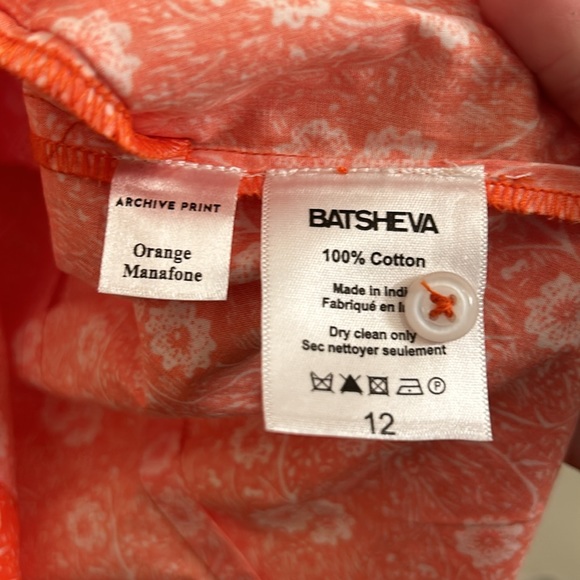 ARCHIVE PRINT
Orange
Manafone
BATSHEVA
100% Cotton
Made in
Fabriqué en
Dry clean only
Sec nettoyer seulement
P
12